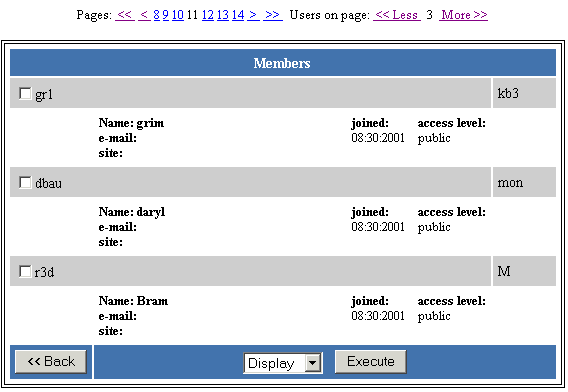 Pages: << < 8 9 10 11 12 13 14 > >> Users on page: << Less 3 More >>
Members
gr1 kb3
Name: grim joined: access level:
e-mail: 08:30:2001 public
site:
dbau mon
Name: daryl joined: access level:
e-mail: 08:30:2001 public
site:
r3d M
Name: Bram joined: access level:
e-mail: 08:30:2001 public
site:
<< Back Display Execute